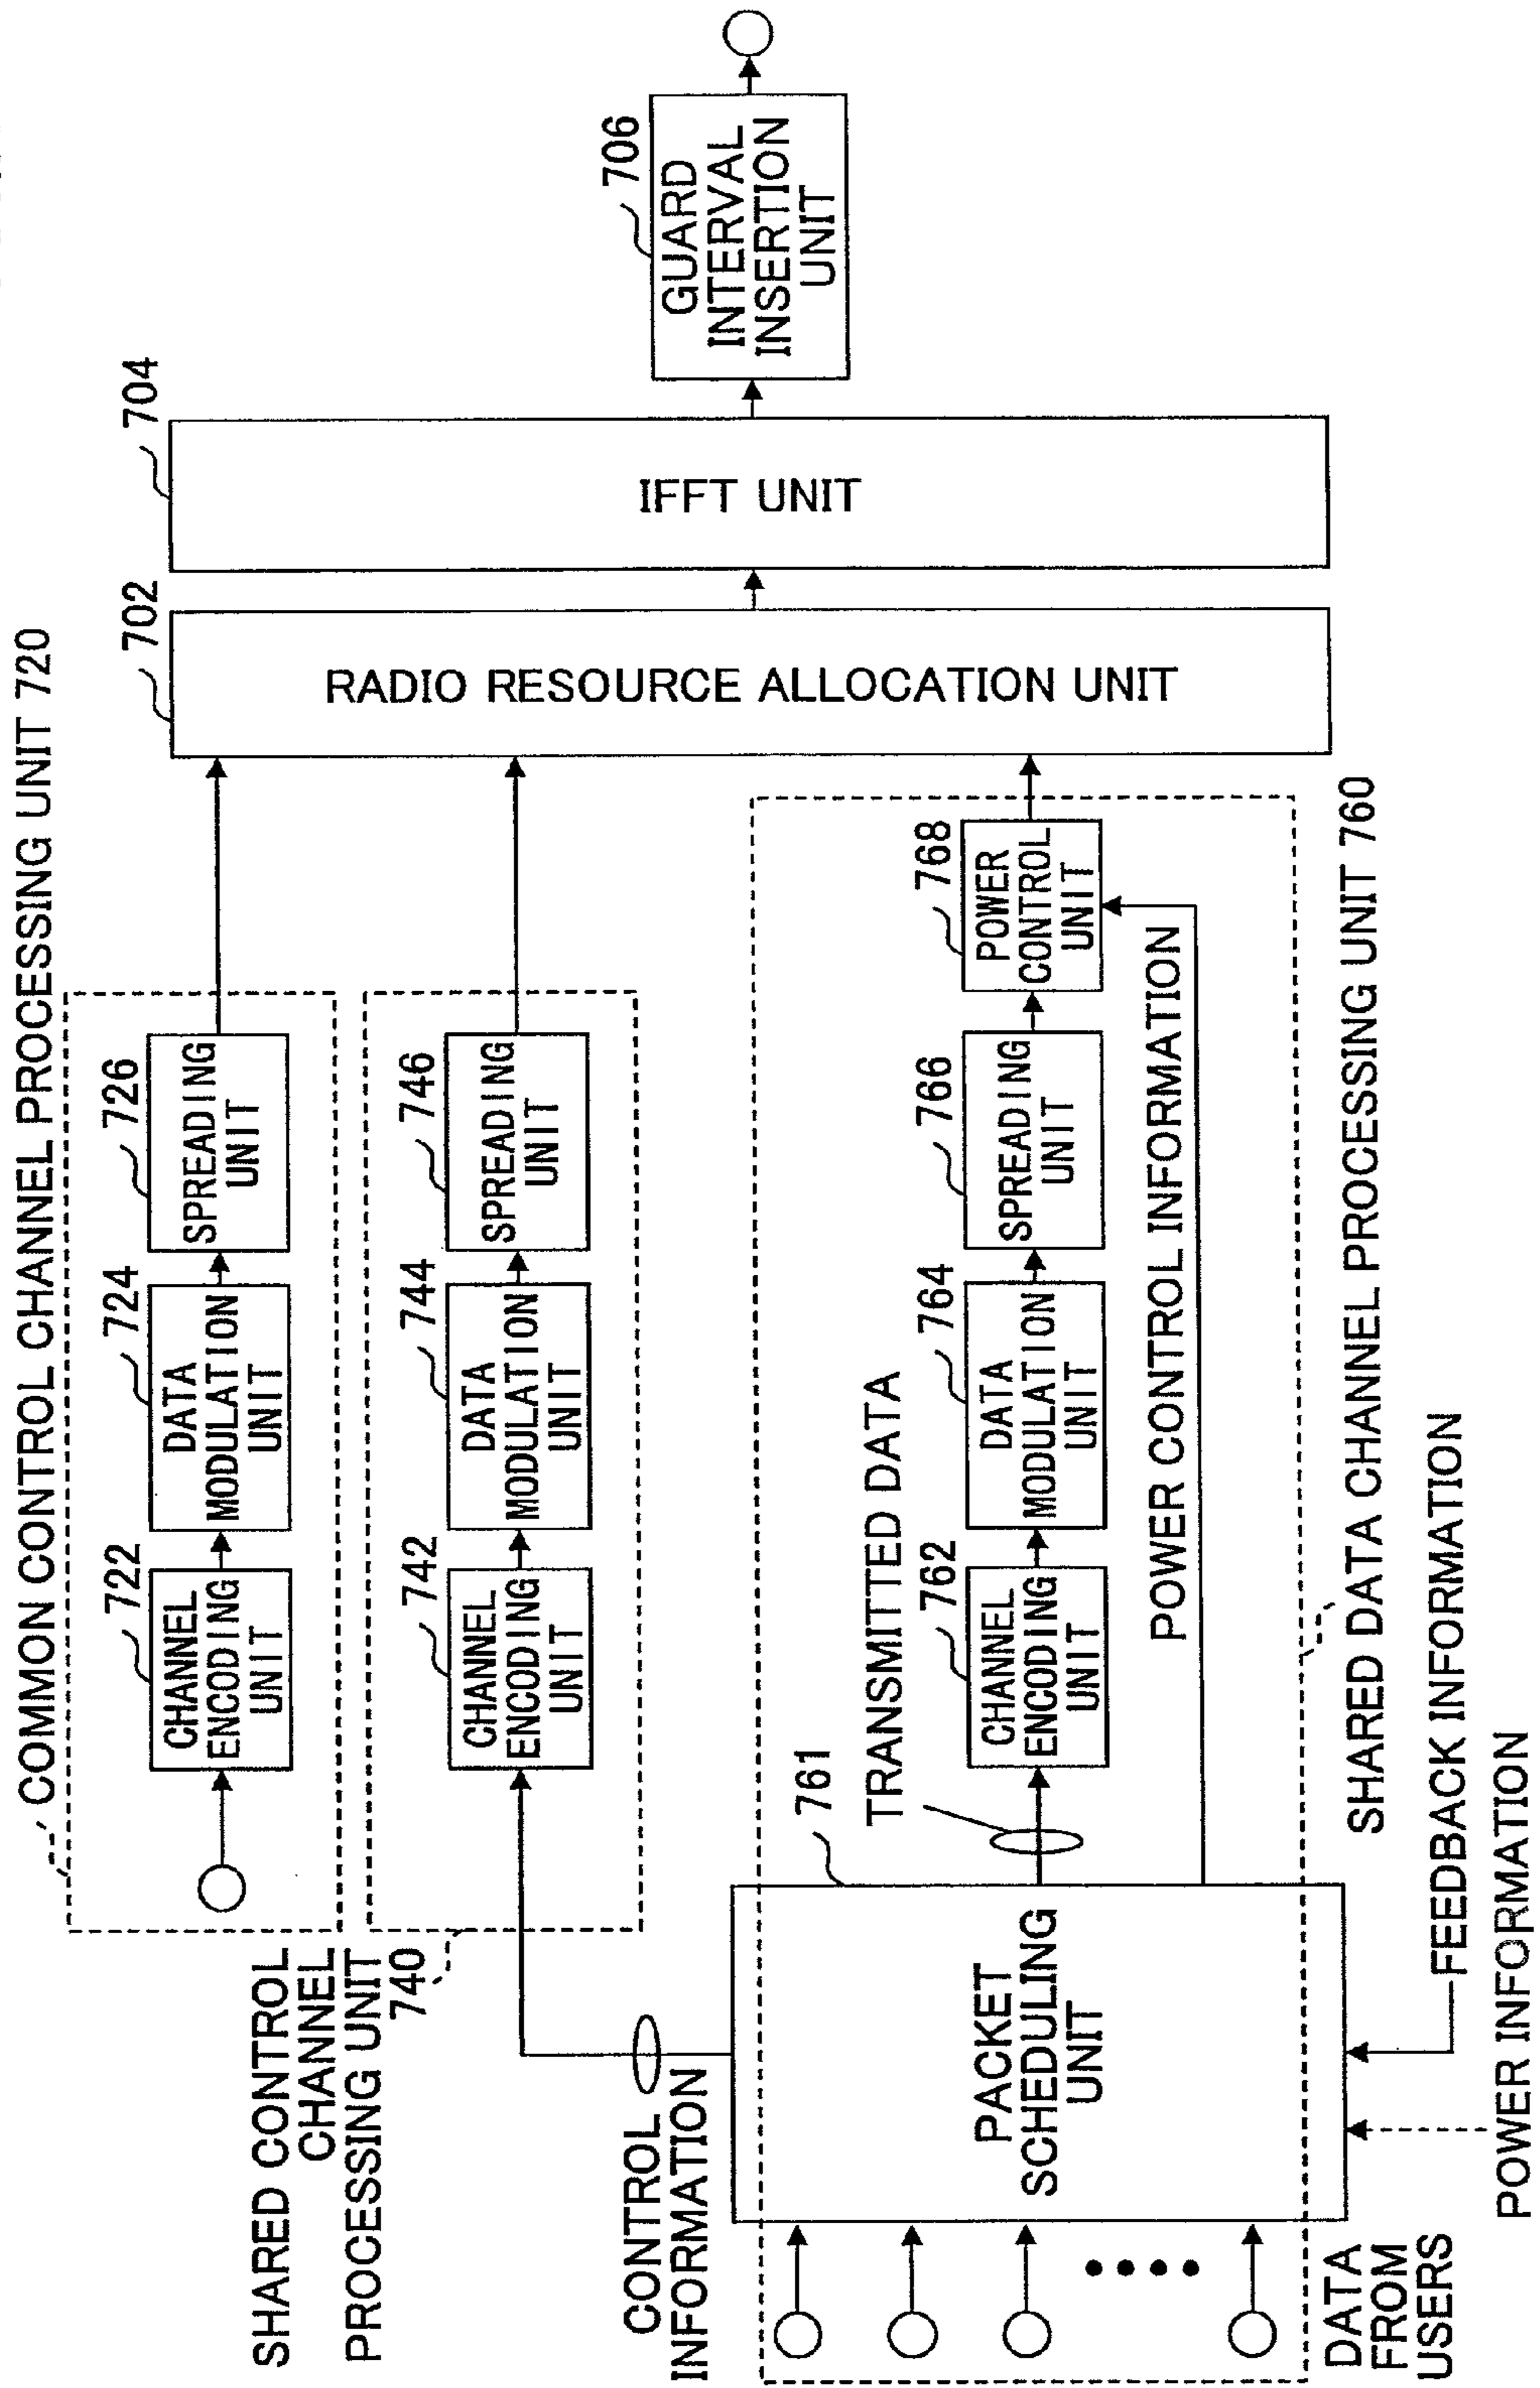 COMMON CONTROL CHANNEL PROCESSING UNIT 720
722
CHANNEL
ENCODING
UNIT
724
DATA
MODULATION
UNIT
726
SPREADING
UNIT
702
RADIO RESOURCE ALLOCATION UNIT
704
IFFT UNIT
706
GUARD
INTERVAL
INSERTION
UNIT
SHARED CONTROL
CHANNEL
PROCESSING UNIT
740
742
CHANNEL
ENCODING
UNIT
744
DATA
MODULATION
UNIT
746
SPREADING
UNIT
CONTROL
INFORMATION
761
PACKET
SCHEDULING
UNIT
TRANSMITTED DATA
762
CHANNEL
ENCODING
UNIT
764
DATA
MODULATION
UNIT
766
SPREADING
UNIT
768
POWER
CONTROL
UNIT
POWER CONTROL INFORMATION
DATA
FROM
USERS
SHARED DATA CHANNEL PROCESSING UNIT 760
FEEDBACK INFORMATION
POWER INFORMATION